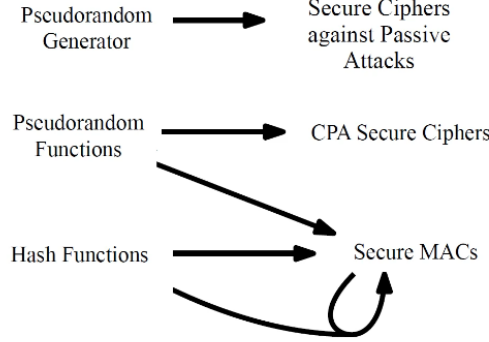 Pseudorandom
Generator
Secure Ciphers
against Passive
Attacks
Pseudorandom
Functions
CPA Secure Ciphers
Hash Functions
Secure MACs